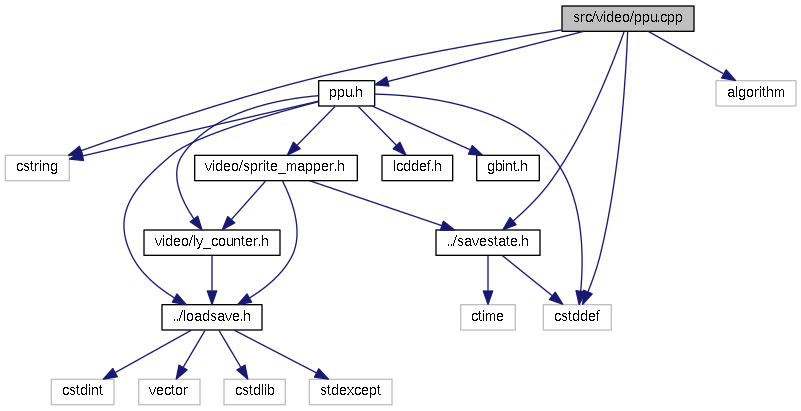 src/video/ppu.cpp
ppu.h
algorithm
cstring
video/sprite_mapper.h
lcddef.h
gbint.h
video/ly_counter.h
../savestate.h
../loadsave.h
ctime
cstddef
cstdint
vector
cstdlib
stdexcept